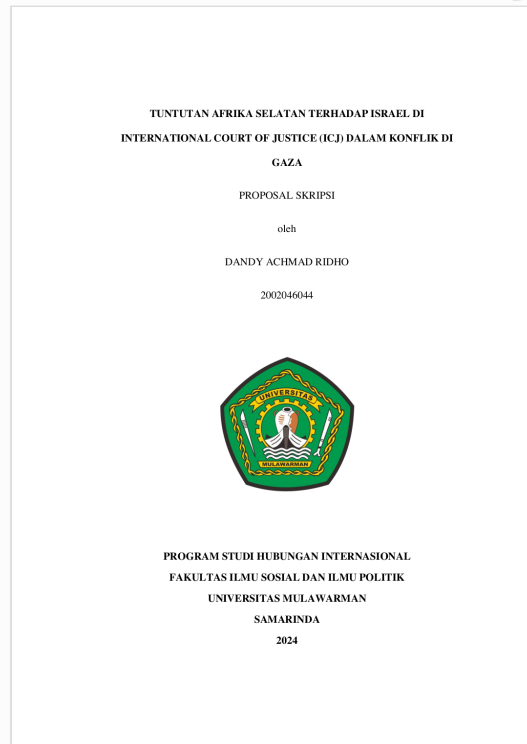 TUNTUTAN AFRIKA SELATAN TERHADAP ISRAEL DI
INTERNATIONAL COURT OF JUSTICE (ICJ) DALAM KONFLIK DI
GAZA
PROPOSAL SKRIPSI
oleh
DANDY ACHMAD RIDHO
2002046044
UNIVERSITAS
MULAWARMAN
PROGRAM STUDI HUBUNGAN INTERNASIONAL
FAKULTAS ILMU SOSIAL DAN ILMU POLITIK
UNIVERSITAS MULAWARMAN
SAMARINDA
2024